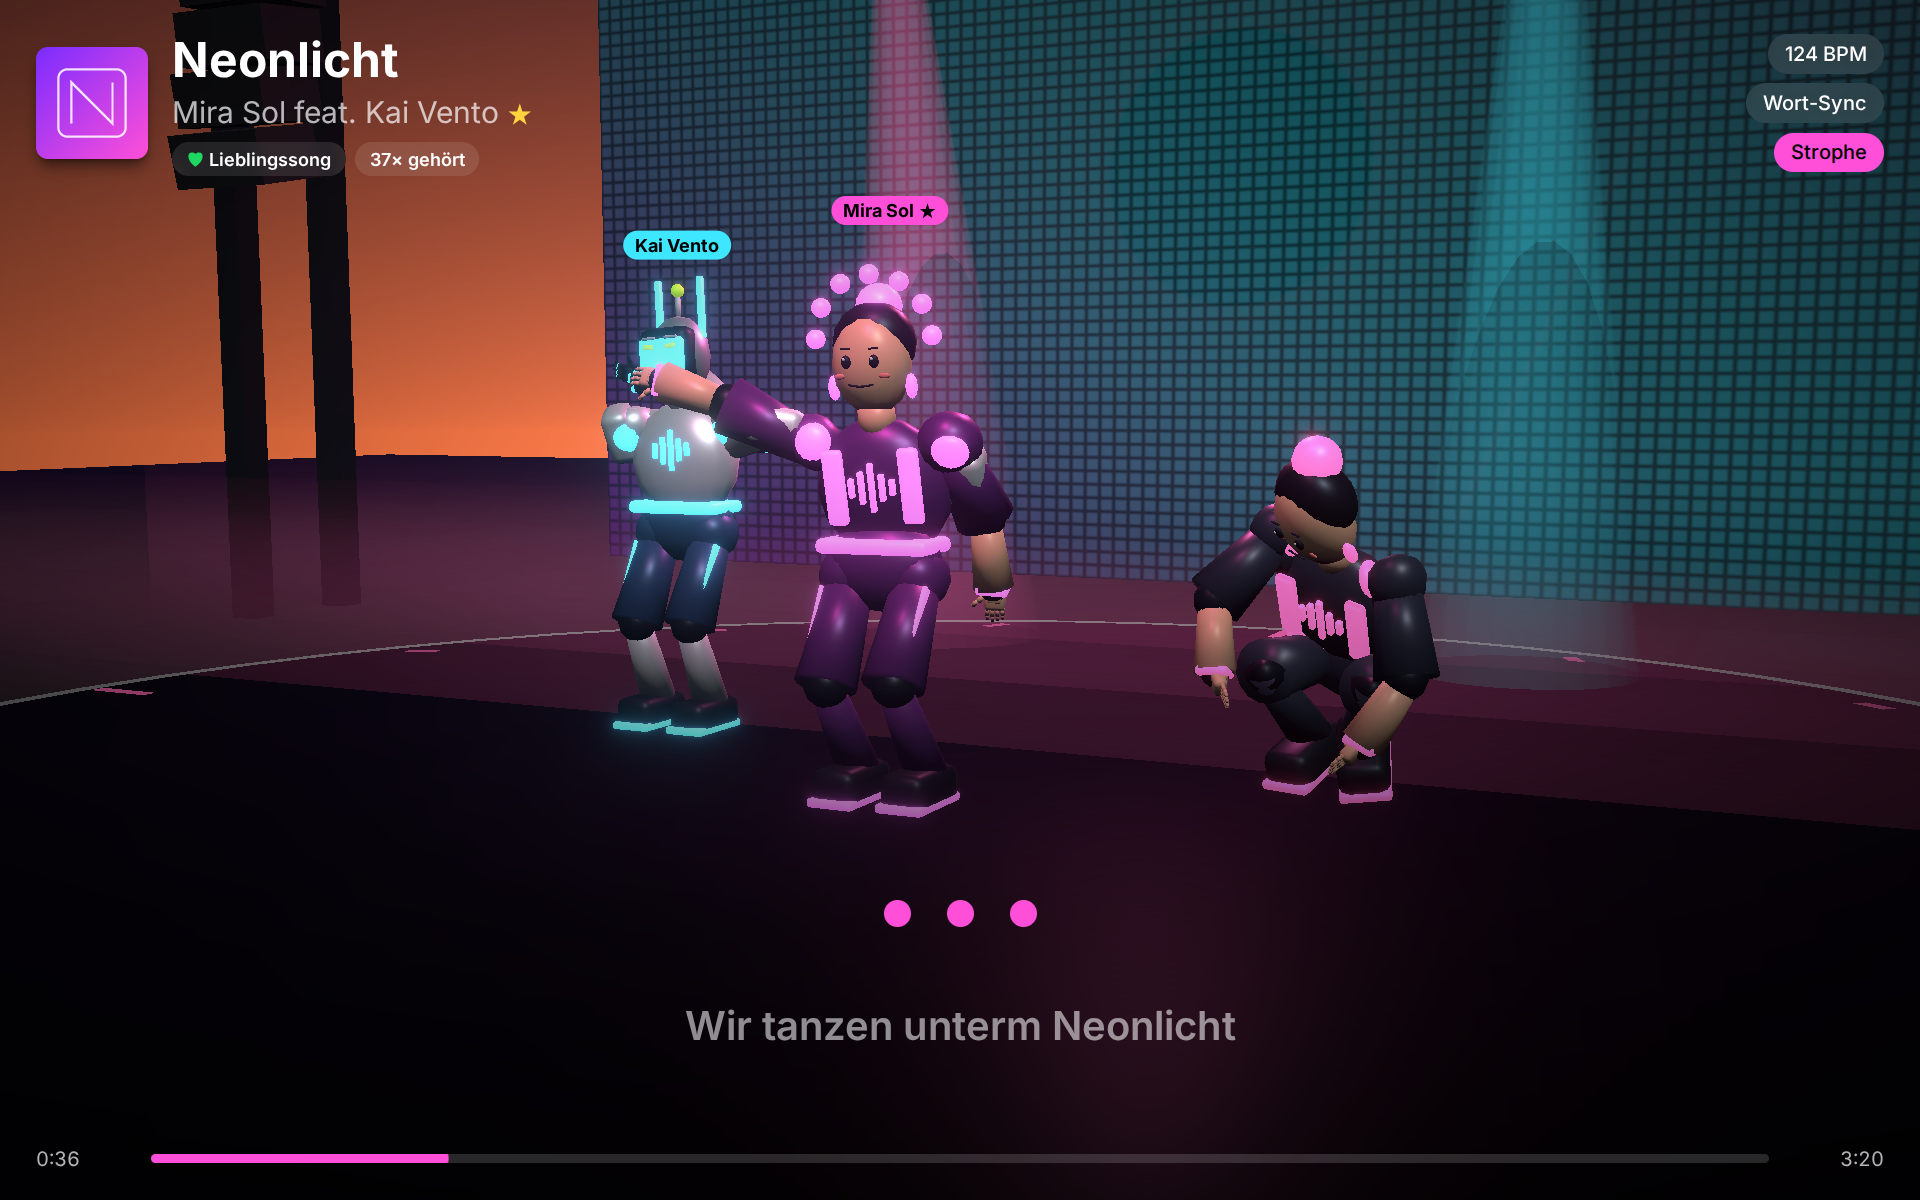 N
Neonlicht
Mira Sol feat. Kai Vento ★
Lieblingssong
37× gehört
124 BPM
Wort-Sync
Strophe
Mira Sol ★
Kai Vento
Wir tanzen unterm Neonlicht
0:36
3:20